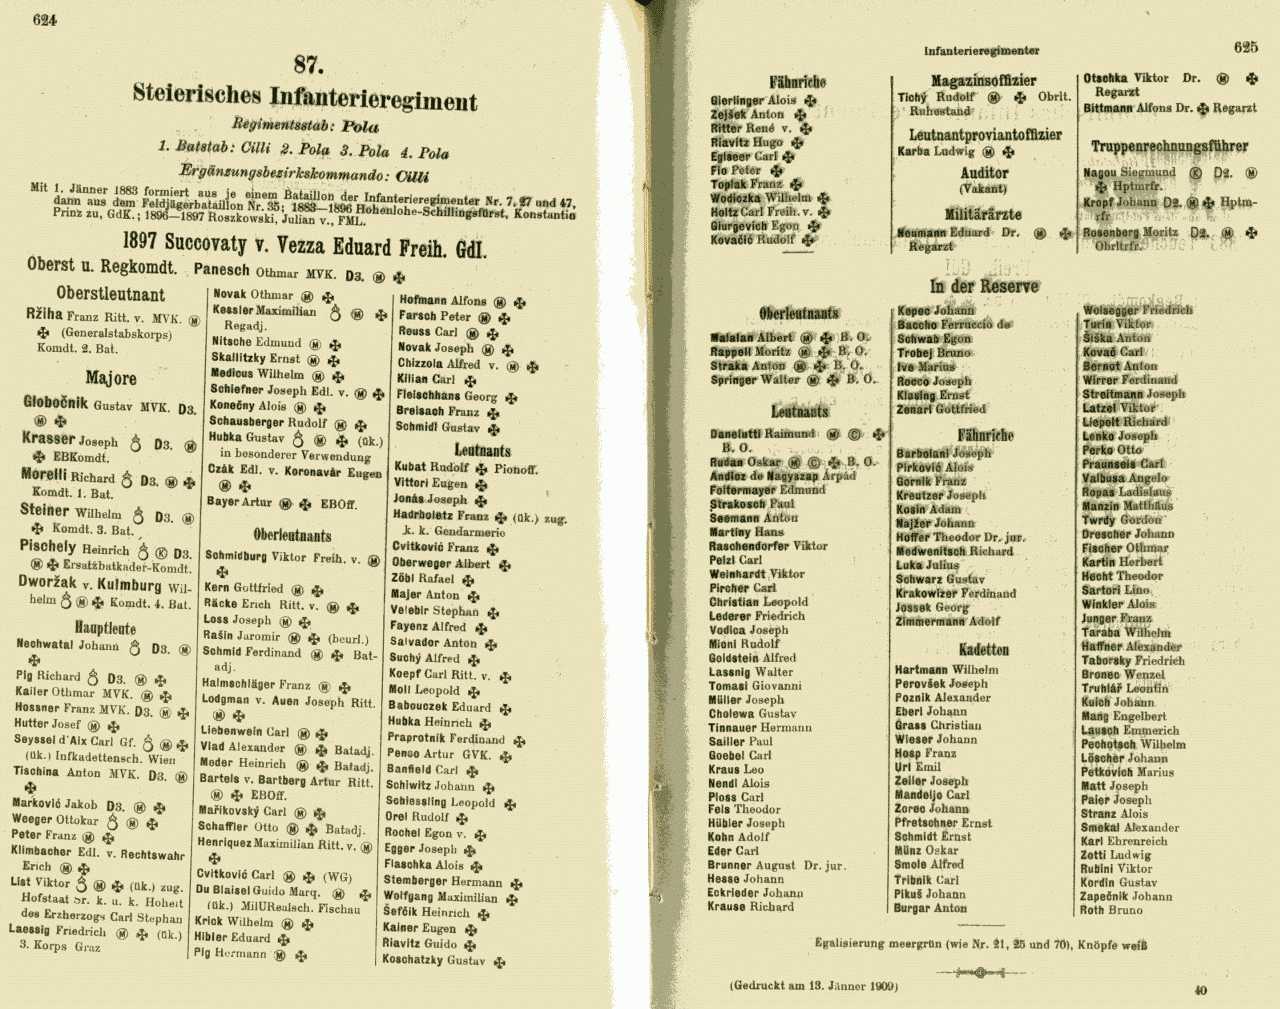 624
87.
Steierisches Infanterieregiment
Regimentsstab: Pola
1. Batstab: Cilli 2. Pola 3. Pola 4. Pola
Ergänzungsbezirkskommando: Cilli
Mit 1. Jänner 1883 formiert aus je einem Bataillon der Infanterieregimenter Nr. 7, 27 und 47,
dann aus dem Feldjägerbataillon Nr. 35; 1883—1896 Hohenlohe-Schillingsfürst, Konstantin
Prinz zu, GdK.; 1896—1897 Roszkowski, Julian v., FML.
1897 Succovaty v. Vezza Eduard Freih. GdI.
Oberst u. Regkomdt. Panesch Othmar MVK. D3. Ⓜ ✠
Oberstleutnant
Ržiha Franz Ritt. v. MVK. Ⓜ
✠ (Generalstabskorps)
Komdt. 2. Bat.
Majore
Globočnik Gustav MVK. D3.
Ⓜ ✠
Krasser Joseph D3. Ⓜ
✠ EBKomdt.
Morelli Richard D3. Ⓜ ✠
Komdt. 1. Bat.
Steiner Wilhelm D3. Ⓜ
✠ Komdt. 3. Bat.
Pischely Heinrich Ⓚ D3.
Ⓜ ✠ Ersatzbatkader-Komdt.
Dworžak v. Kulmburg Wil-
helm Ⓜ ✠ Komdt. 4. Bat.
Hauptleute
Nechwatal Johann D3. Ⓜ
✠
Pig Richard D3. Ⓜ ✠
Kailer Othmar MVK. Ⓜ ✠
Hossner Franz MVK. D3. Ⓜ ✠
Hutter Josef Ⓜ ✠
Seyssel d'Aix Carl Gf. Ⓜ ✠
(ük.) Infkadettensch. Wien
Tischina Anton MVK. D3. Ⓜ
✠
Marković Jakob D3. Ⓜ ✠
Weeger Ottokar Ⓜ ✠
Peter Franz Ⓜ ✠
Klimbacher Edl. v. Rechtswahr
Erich Ⓜ ✠
List Viktor Ⓜ ✠ (ük.) zug.
Hofstaat Sr. k. u. k. Hoheit
des Erzherzogs Carl Stephan
Laessig Friedrich Ⓜ ✠ (ük.)
3. Korps Graz
Novak Othmar Ⓜ ✠
Kessler Maximilian Ⓜ ✠
Regadj.
Nitsche Edmund Ⓜ ✠
Skallitzky Ernst Ⓜ ✠
Medicus Wilhelm Ⓜ ✠
Schiefner Joseph Edl. v. Ⓜ ✠
Konečny Alois Ⓜ ✠
Schausberger Rudolf Ⓜ ✠
Hubka Gustav Ⓜ ✠ (ük.)
in besonderer Verwendung
Czák Edl. v. Koronavár Eugen
Ⓜ ✠
Bayer Artur Ⓜ ✠ EBOff.
Oberleutnants
Schmidburg Viktor Freih. v. Ⓜ
✠
Kern Gottfried Ⓜ ✠
Räcke Erich Ritt. v. Ⓜ ✠
Loss Joseph Ⓜ ✠
Rašin Jaromir Ⓜ ✠ (beurl.)
Schmid Ferdinand Ⓜ ✠ Bat-
adj.
Halmschläger Franz Ⓜ ✠
Lodgman v. Auen Joseph Ritt.
Ⓜ ✠
Liebenwein Carl Ⓜ ✠
Vlad Alexander Ⓜ ✠ Batadj.
Meder Heinrich Ⓜ ✠ Batadj.
Bartels v. Bartberg Artur Ritt.
Ⓜ ✠ EBOff.
Mařikovský Carl Ⓜ ✠
Schaffler Otto Ⓜ ✠ Batadj.
Henriquez Maximilian Ritt. v. Ⓜ
✠
Cvitković Carl Ⓜ ✠ (WG)
Du Blaisel Guido Marq. Ⓜ ✠
(ük.) MilURealsch. Fischau
Krick Wilhelm Ⓜ ✠
Hibler Eduard ✠
Pig Hermann Ⓜ ✠
Hofmann Alfons Ⓜ ✠
Farsch Peter Ⓜ ✠
Reuss Carl Ⓜ ✠
Novak Joseph Ⓜ ✠
Chizzola Alfred v. Ⓜ ✠
Kilian Carl ✠
Fleischhans Georg ✠
Breisach Franz ✠
Schmidl Gustav ✠
Leutnants
Kubat Rudolf ✠ Pionoff.
Vittori Eugen ✠
Jonás Joseph ✠
Hadrboletz Franz ✠ (ük.) zug.
k. k. Gendarmerie
Cvitković Franz ✠
Oberweger Albert ✠
Zöbl Rafael ✠
Majer Anton ✠
Velebir Stephan ✠
Fayenz Alfred ✠
Salvador Anton ✠
Suchý Alfred ✠
Koepf Carl Ritt. v. ✠
Moll Leopold ✠
Babouczek Eduard ✠
Hubka Heinrich ✠
Praprotnik Ferdinand ✠
Penso Artur GVK. ✠
Banfield Carl ✠
Schiwitz Johann ✠
Schiessling Leopold ✠
Orel Rudolf ✠
Rochel Egon v. ✠
Egger Joseph ✠
Flaschka Alois ✠
Stemberger Hermann ✠
Wolfgang Maximilian ✠
Šefčik Heinrich ✠
Kainer Eugen ✠
Riavitz Guido ✠
Koschatzky Gustav ✠
Infanterieregimenter
625
Fähnriche
Gierlinger Alois ✠
Zejšek Anton ✠
Ritter René v. ✠
Riavitz Hugo ✠
Egiseer Carl ✠
Fio Peter ✠
Toplak Franz ✠
Wodiczka Wilhelm ✠
Holtz Carl Freih. v. ✠
Giurgevich Egon ✠
Kovačić Rudolf ✠
Magazinsoffizier
Tichý Rudolf Ⓜ ✠ Obrlt.
Ruhestand
Leutnantproviantoffizier
Karba Ludwig Ⓜ ✠
Auditor
(Vakant)
Militärärzte
Neumann Eduard Dr. Ⓜ ✠
Regarzt
Otschka Viktor Dr. Ⓜ ✠
Regarzt
Bittmann Alfons Dr. ✠ Regarzt
Truppenrechnungsführer
Nagou Siegmund Ⓚ D2. Ⓜ
✠ Hptmrfr.
Kropf Johann D2. Ⓜ ✠ Hptm-
rfr
Rosenberg Moritz D2. Ⓜ ✠
Obrltrfr.
In der Reserve
Oberleutnants
Malalan Albert Ⓜ ✠ B. O.
Rappell Moritz Ⓜ ✠ B. O.
Straka Anton Ⓜ ✠ B. O.
Springer Walter Ⓜ ✠ B. O.
Leutnants
Danelutti Raimund Ⓜ Ⓒ ✠
B. O.
Rudan Oskar Ⓜ Ⓒ ✠ B. O.
Andioz de Nagyazap Árpád
Foltermayer Edmund
Strakosch Paul
Seemann Anton
Martiny Hans
Raschendorfer Viktor
Pelzl Carl
Weinhardt Viktor
Pircher Carl
Christian Leopold
Lederer Friedrich
Vodica Joseph
Mioni Rudolf
Goldstein Alfred
Lassnig Walter
Tomasi Giovanni
Müller Joseph
Cholewa Gustav
Tinnauer Hermann
Sailler Paul
Goebel Carl
Kraus Leo
Nendl Alois
Ploss Carl
Fels Theodor
Hübler Joseph
Kohn Adolf
Eder Carl
Brunner August Dr. jur.
Hesse Johann
Eckrieder Johann
Krause Richard
Kepec Johann
Baccho Ferruccio de
Schwab Egon
Trobej Bruno
Ive Marius
Rocco Joseph
Klasing Ernst
Zenari Gottfried
Fähnriche
Barbolani Joseph
Pirković Alois
Gornik Franz
Kreutzer Joseph
Kosin Adam
Najžer Johann
Hoffer Theodor Dr. jur.
Medwenitsch Richard
Luka Julius
Schwarz Gustav
Krakowizer Ferdinand
Jossek Georg
Zimmermann Adolf
Kadetten
Hartmann Wilhelm
Perovšek Joseph
Poznik Alexander
Eberl Johann
Grass Christian
Wieser Johann
Hosp Franz
Url Emil
Zeller Joseph
Mandeljo Carl
Zorec Johann
Pfretschner Ernst
Schmidt Ernst
Münz Oskar
Smole Alfred
Tribnik Carl
Pikuš Johann
Burgar Anton
Wolsegger Friedrich
Turin Viktor
Šiška Anton
Kovač Carl
Bernot Anton
Wirrer Ferdinand
Streitmann Joseph
Latzel Viktor
Liepolt Richard
Lenko Joseph
Perko Otto
Praunseis Carl
Valbusa Angelo
Ropas Ladislaus
Manzin Matthäus
Twrdy Gordon
Drescher Johann
Fischer Othmar
Kartin Herbert
Hecht Theodor
Sartori Lino
Winkler Alois
Junger Franz
Taraba Wilhelm
Haffner Alexander
Taborsky Friedrich
Bronec Wenzel
Truhlář Leontin
Kuich Johann
Mang Engelbert
Lausch Emmerich
Pechotsch Wilhelm
Löscher Johann
Petkovich Marius
Matt Joseph
Paier Joseph
Stranz Alois
Smekal Alexander
Karl Ehrenreich
Zotti Ludwig
Rubini Viktor
Kordin Gustav
Zapečnik Johann
Roth Bruno
Egalisierung meergrün (wie Nr. 21, 25 und 70), Knöpfe weiß
(Gedruckt am 13. Jänner 1909)
40